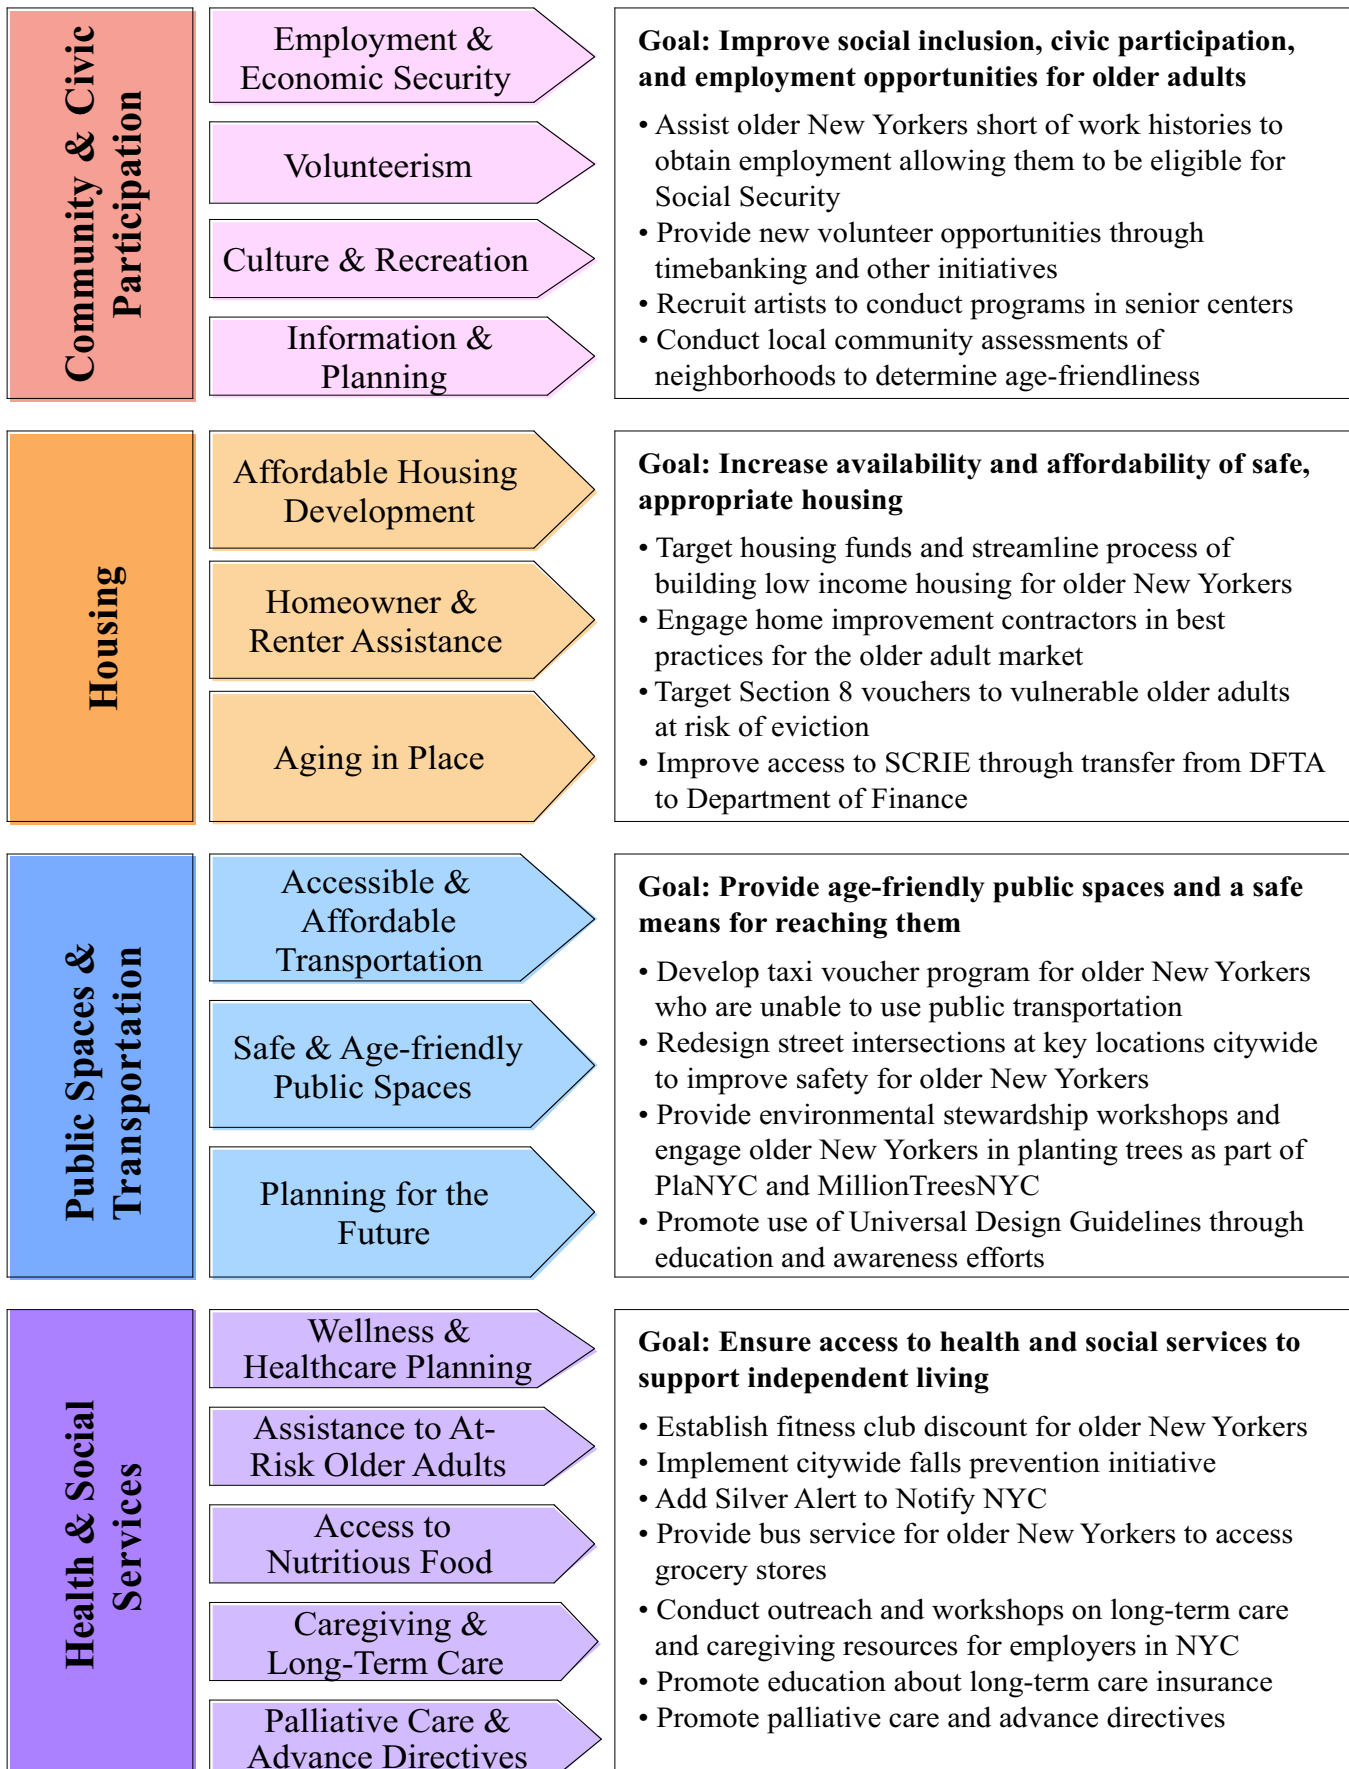 Community & Civic
Participation
Employment &
Economic Security
Volunteerism
Culture & Recreation
Information &
Planning
Goal: Improve social inclusion, civic participation,
and employment opportunities for older adults
• Assist older New Yorkers short of work histories to
obtain employment allowing them to be eligible for
Social Security
• Provide new volunteer opportunities through
timebanking and other initiatives
• Recruit artists to conduct programs in senior centers
• Conduct local community assessments of
neighborhoods to determine age-friendliness
Housing
Affordable Housing
Development
Homeowner &
Renter Assistance
Aging in Place
Goal: Increase availability and affordability of safe,
appropriate housing
• Target housing funds and streamline process of
building low income housing for older New Yorkers
• Engage home improvement contractors in best
practices for the older adult market
• Target Section 8 vouchers to vulnerable older adults
at risk of eviction
• Improve access to SCRIE through transfer from DFTA
to Department of Finance
Public Spaces &
Transportation
Accessible &
Affordable
Transportation
Safe & Age-friendly
Public Spaces
Planning for the
Future
Goal: Provide age-friendly public spaces and a safe
means for reaching them
• Develop taxi voucher program for older New Yorkers
who are unable to use public transportation
• Redesign street intersections at key locations citywide
to improve safety for older New Yorkers
• Provide environmental stewardship workshops and
engage older New Yorkers in planting trees as part of
PlaNYC and MillionTreesNYC
• Promote use of Universal Design Guidelines through
education and awareness efforts
Health & Social
Services
Wellness &
Healthcare Planning
Assistance to At-
Risk Older Adults
Access to
Nutritious Food
Caregiving &
Long-Term Care
Palliative Care &
Advance Directives
Goal: Ensure access to health and social services to
support independent living
• Establish fitness club discount for older New Yorkers
• Implement citywide falls prevention initiative
• Add Silver Alert to Notify NYC
• Provide bus service for older New Yorkers to access
grocery stores
• Conduct outreach and workshops on long-term care
and caregiving resources for employers in NYC
• Promote education about long-term care insurance
• Promote palliative care and advance directives